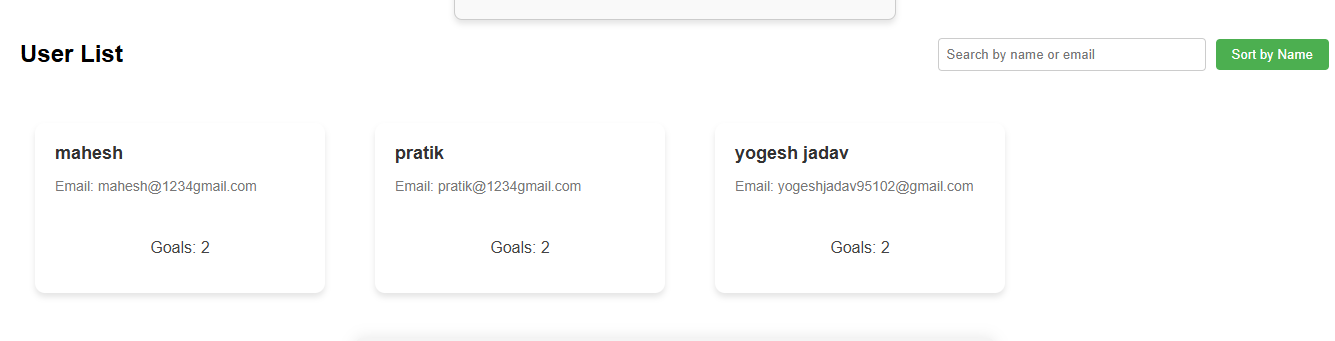 User List
Search by name or email
Sort by Name
mahesh
Email: mahesh@1234gmail.com
Goals: 2
pratik
Email: pratik@1234gmail.com
Goals: 2
yogesh jadav
Email: yogeshjadav95102@gmail.com
Goals: 2